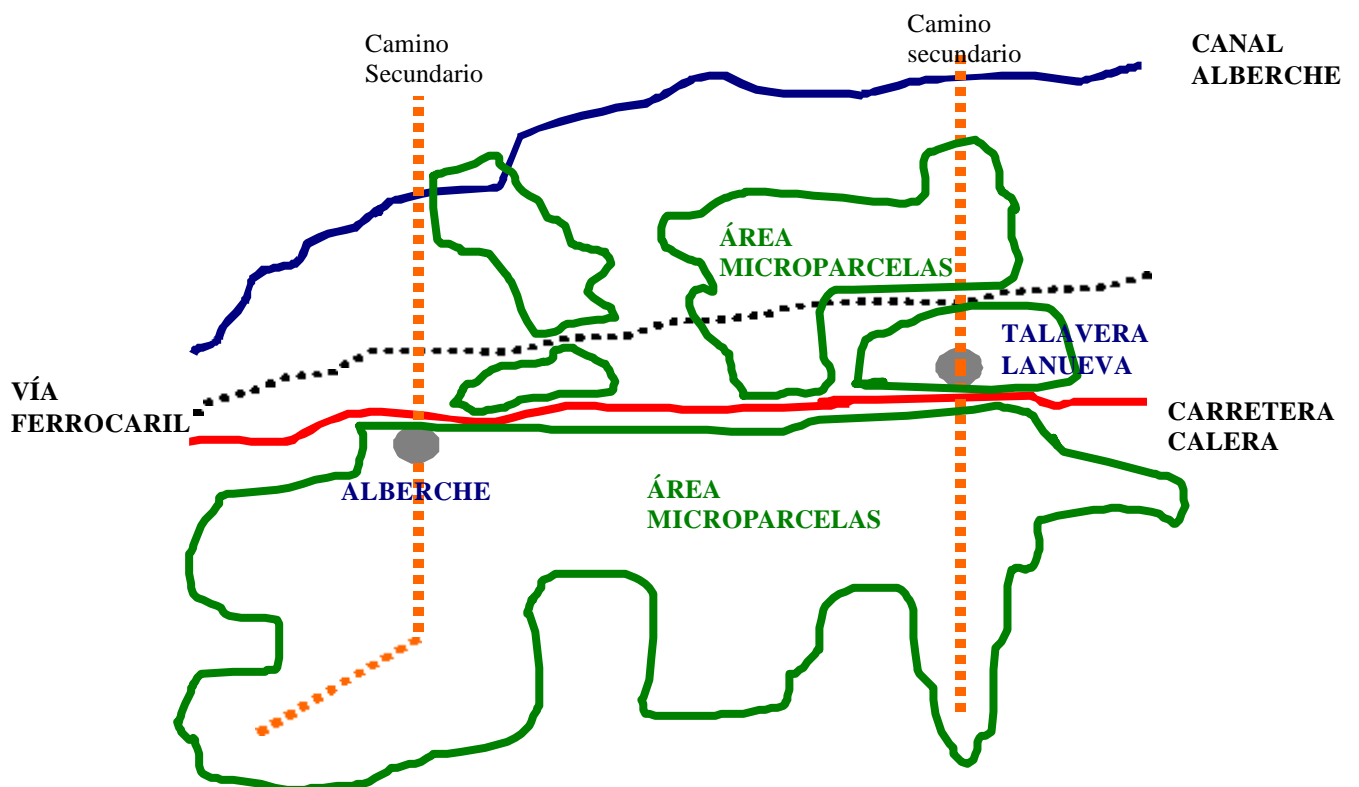 Camino
Secundario
Camino
secundario
CANAL
ALBERCHE
ÁREA
MICROPARCELAS
TALAVERA
LANUEVA
VÍA
FERROCARIL
CARRETERA
CALERA
ALBERCHE
ÁREA
MICROPARCELAS